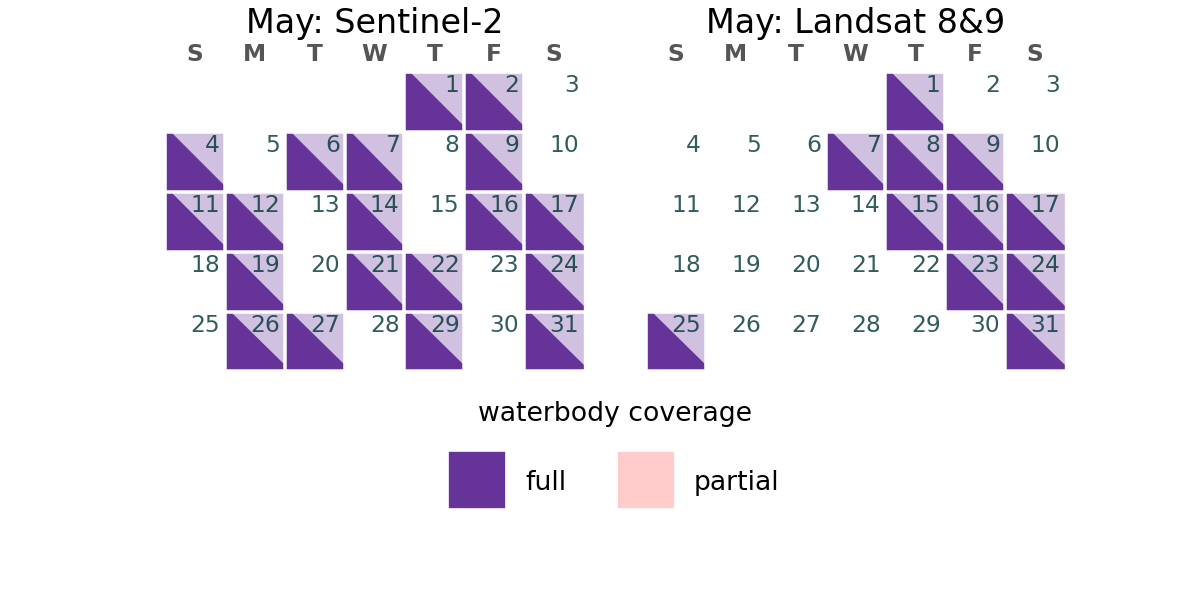 May: Sentinel-2
S M T W T F S
1 2 3
4 5 6 7 8 9 10
11 12 13 14 15 16 17
18 19 20 21 22 23 24
25 26 27 28 29 30 31
May: Landsat 8&9
S M T W T F S
1 2 3
4 5 6 7 8 9 10
11 12 13 14 15 16 17
18 19 20 21 22 23 24
25 26 27 28 29 30 31
waterbody coverage
full partial